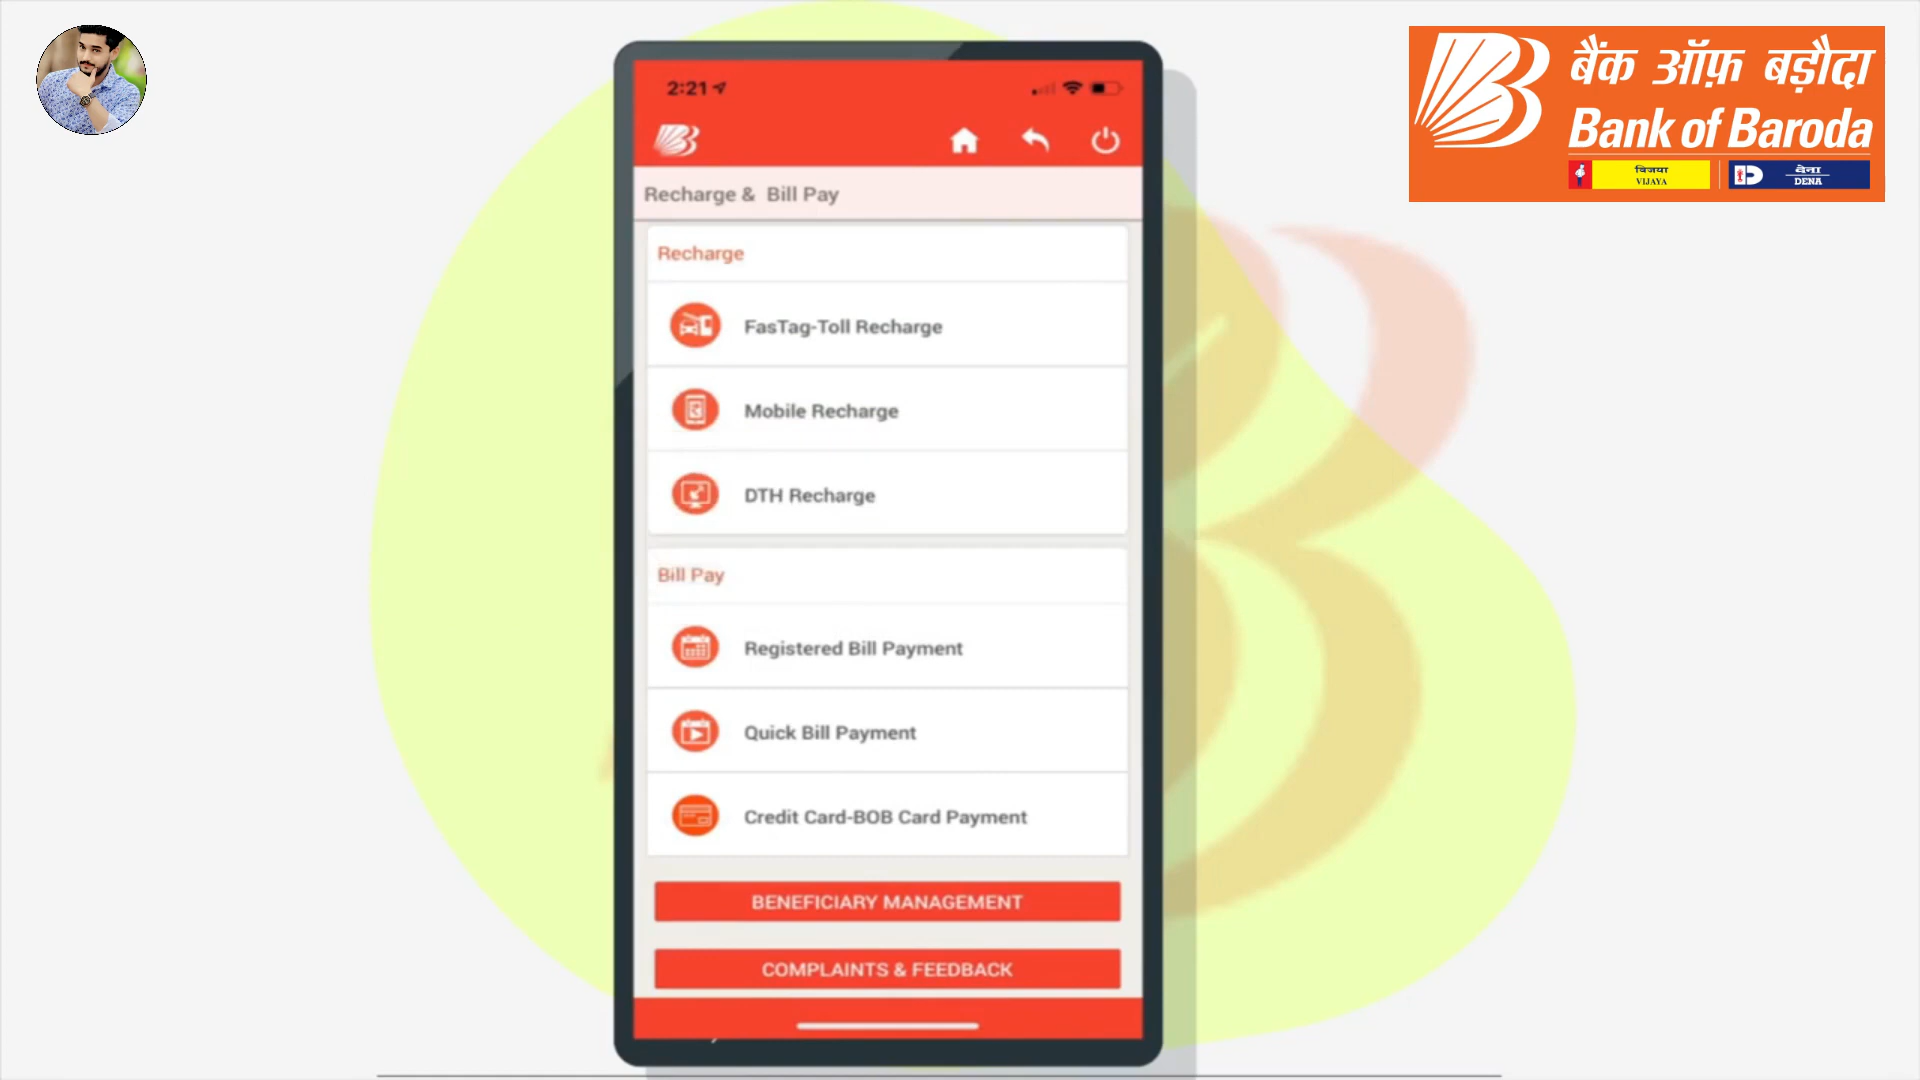 बैंक ऑफ़ बड़ौदा
Bank of Baroda
विजया
VIJAYA
देना
DENA
2:21
Recharge & Bill Pay
Recharge
FasTag-Toll Recharge
Mobile Recharge
DTH Recharge
Bill Pay
Registered Bill Payment
Quick Bill Payment
Credit Card-BOB Card Payment
BENEFICIARY MANAGEMENT
COMPLAINTS & FEEDBACK